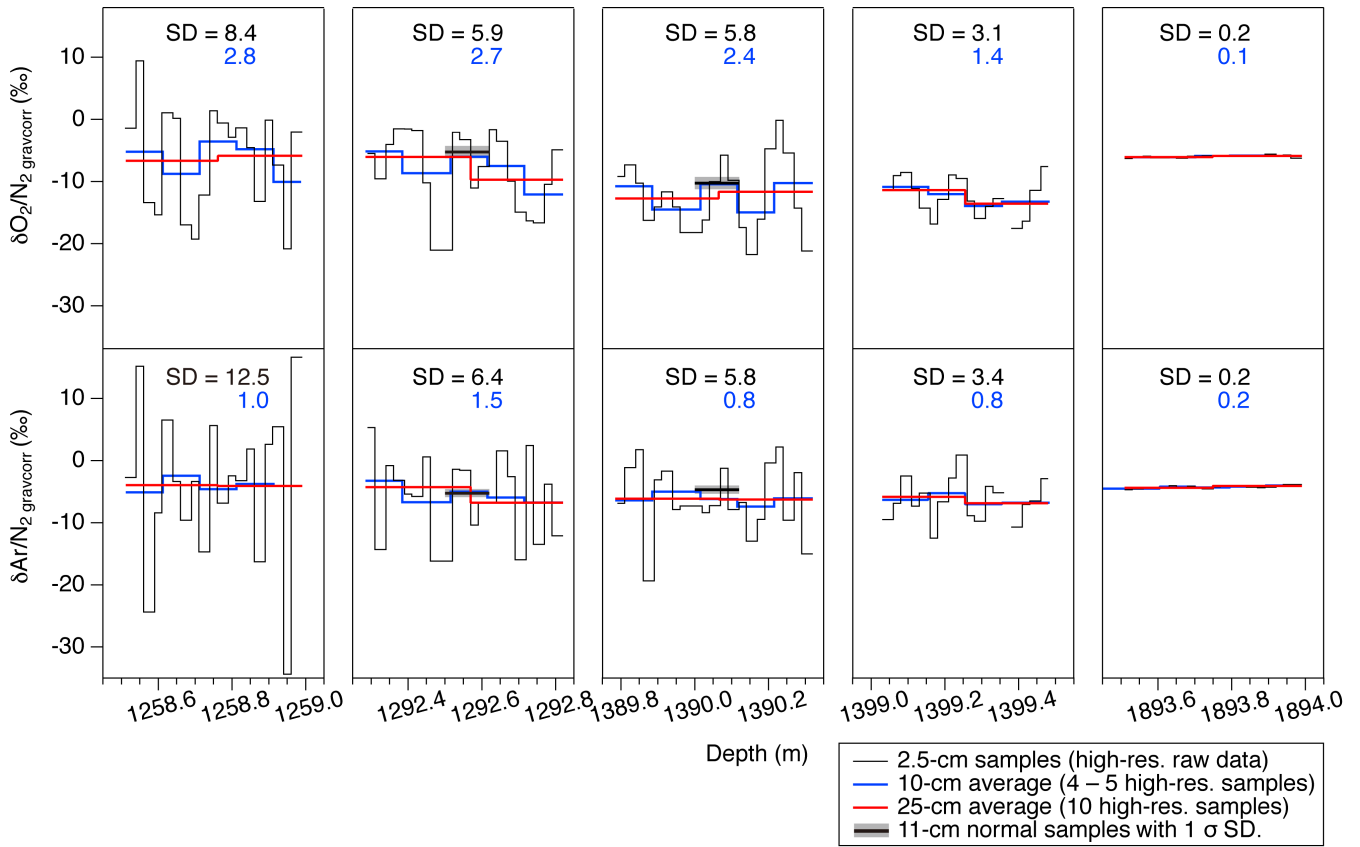 SD = 8.4
2.8
SD = 5.9
2.7
SD = 5.8
2.4
SD = 3.1
1.4
SD = 0.2
0.1
10
0
-10
-20
-30
δO2/N2 gravcorr (‰)
SD = 12.5
1.0
SD = 6.4
1.5
SD = 5.8
0.8
SD = 3.4
0.8
SD = 0.2
0.2
10
0
-10
-20
-30
δAr/N2 gravcorr (‰)
1258.6 1258.8 1259.0
1292.4 1292.6 1292.8
1389.8 1390.0 1390.2
1399.0 1399.2 1399.4
1893.6 1893.8 1894.0
Depth (m)
2.5-cm samples (high-res. raw data)
10-cm average (4 – 5 high-res. samples)
25-cm average (10 high-res. samples)
11-cm normal samples with 1 σ SD.